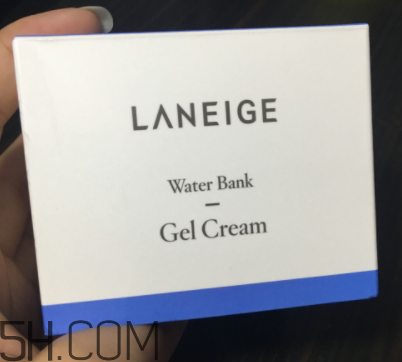 LANEIGE
Water Bank
Gel Cream
5H.COM